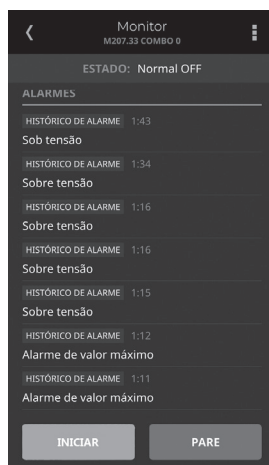 Monitor
M207.33 COMBO 0
ESTADO: Normal OFF
ALARMES
HISTÓRICO DE ALARME 1:43
Sob tensão
HISTÓRICO DE ALARME 1:34
Sobre tensão
HISTÓRICO DE ALARME 1:16
Sobre tensão
HISTÓRICO DE ALARME 1:16
Sobre tensão
HISTÓRICO DE ALARME 1:15
Sobre tensão
HISTÓRICO DE ALARME 1:12
Alarme de valor máximo
HISTÓRICO DE ALARME 1:11
Alarme de valor máximo
INICIAR PARE